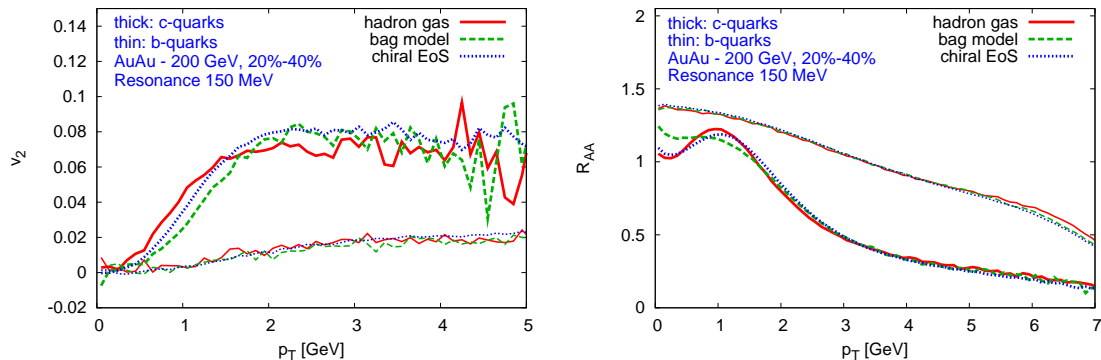 0.14
0.12
0.1
0.08
0.06
0.04
0.02
0
-0.02
ν2
thick: c-quarks
thin: b-quarks
AuAu - 200 GeV, 20%-40%
Resonance 150 MeV
hadron gas
bag model
chiral EoS
0 1 2 3 4 5
pT [GeV]
2
1.5
1
0.5
0
RAA
thick: c-quarks
thin: b-quarks
AuAu - 200 GeV, 20%-40%
Resonance 150 MeV
hadron gas
bag model
chiral EoS
0 1 2 3 4 5 6 7
pT [GeV]